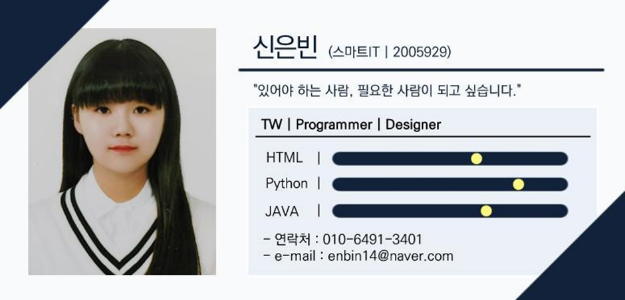 신은빈 (스마트IT | 2005929)
"있어야 하는 사람, 필요한 사람이 되고 싶습니다."
TW | Programmer | Designer
HTML |
Python |
JAVA |
- 연락처 : 010-6491-3401
- e-mail : enbin14@naver.com